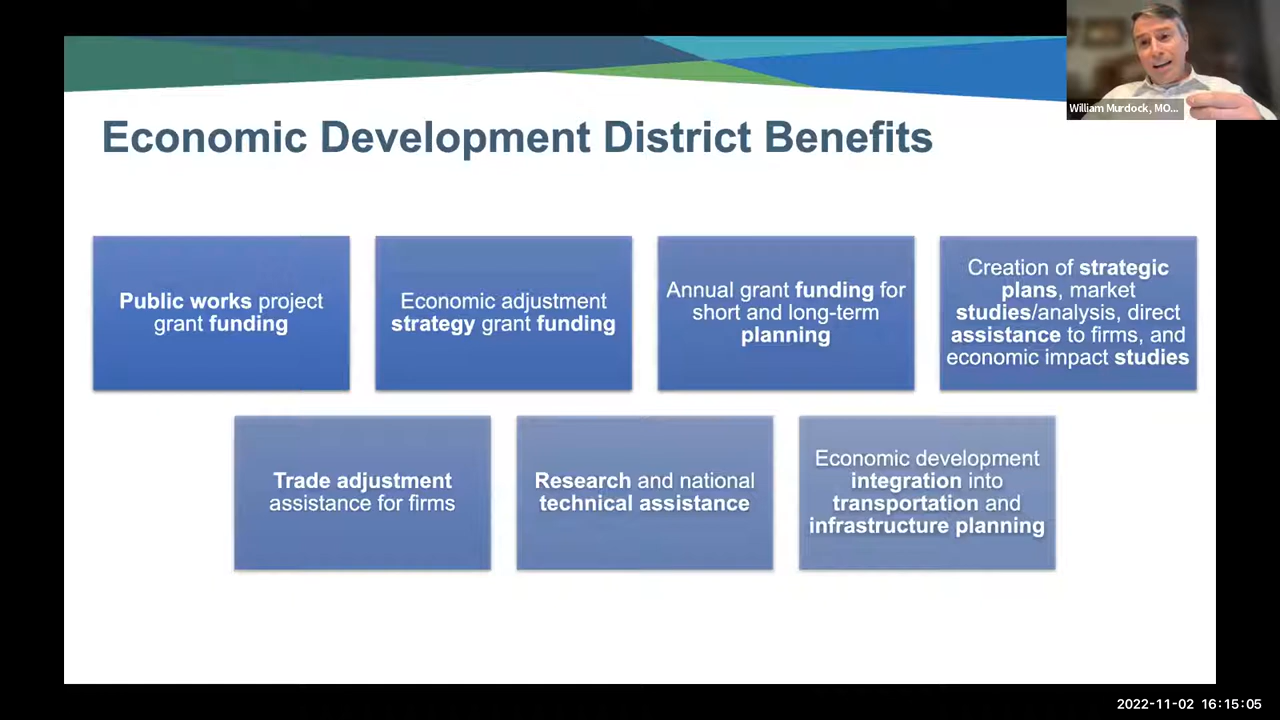 William Murdock, MO...
Economic Development District Benefits
Public works project
grant funding
Economic adjustment
strategy grant funding
Annual grant funding for
short and long-term
planning
Creation of strategic
plans, market
studies/analysis, direct
assistance to firms, and
economic impact studies
Trade adjustment
assistance for firms
Research and national
technical assistance
Economic development
integration into
transportation and
infrastructure planning
2022-11-02 16:15:05